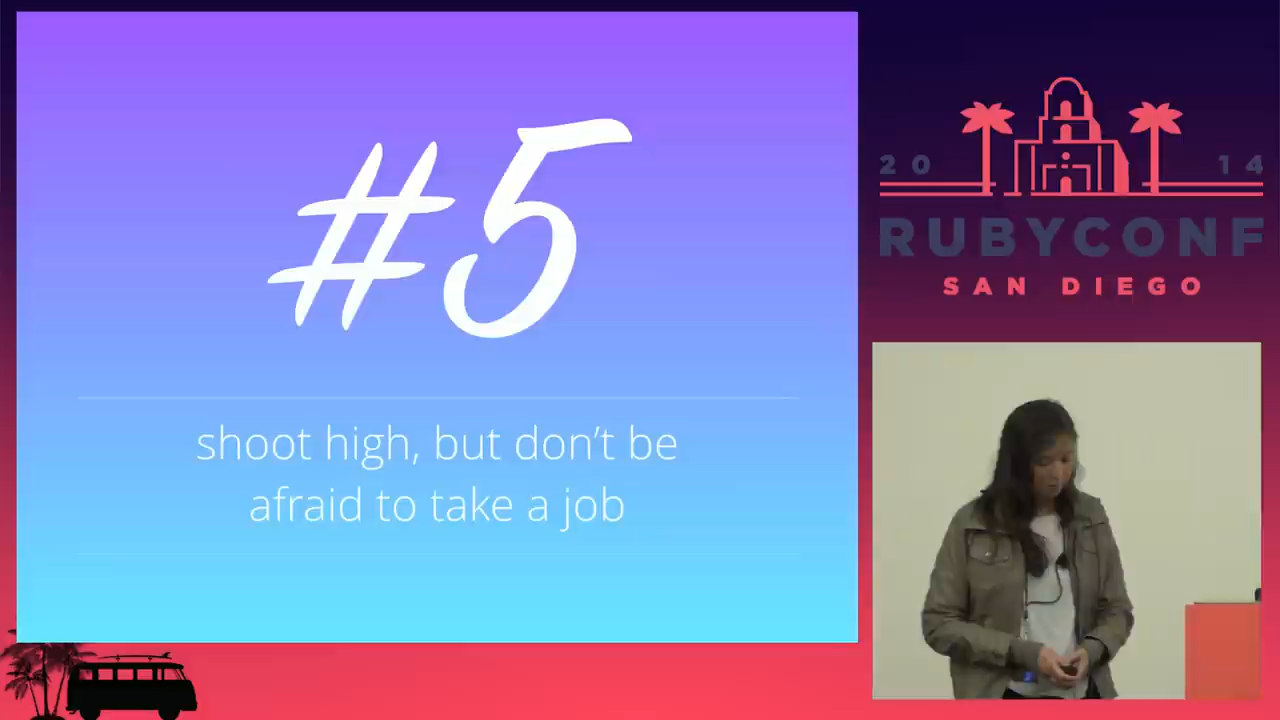 #5
shoot high, but don't be
afraid to take a job
20 14
RUBYCONF
SAN DIEGO